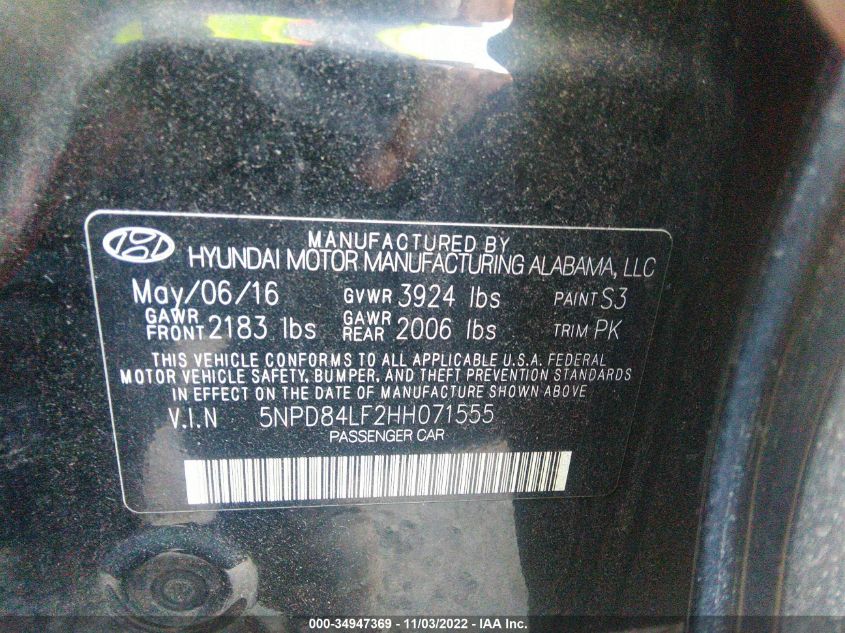 MANUFACTURED BY
HYUNDAI MOTOR MANUFACTURING ALABAMA, LLC
May/06/16 GVWR 3924 lbs PAINT S3
GAWR FRONT 2183 lbs GAWR REAR 2006 lbs TRIM PK
THIS VEHICLE CONFORMS TO ALL APPLICABLE U.S.A. FEDERAL
MOTOR VEHICLE SAFETY, BUMPER, AND THEFT PREVENTION STANDARDS
IN EFFECT ON THE DATE OF MANUFACTURE SHOWN ABOVE
V.I.N 5NPD84LF2HH071555
PASSENGER CAR
000-34947369 - 11/03/2022 - IAA Inc.